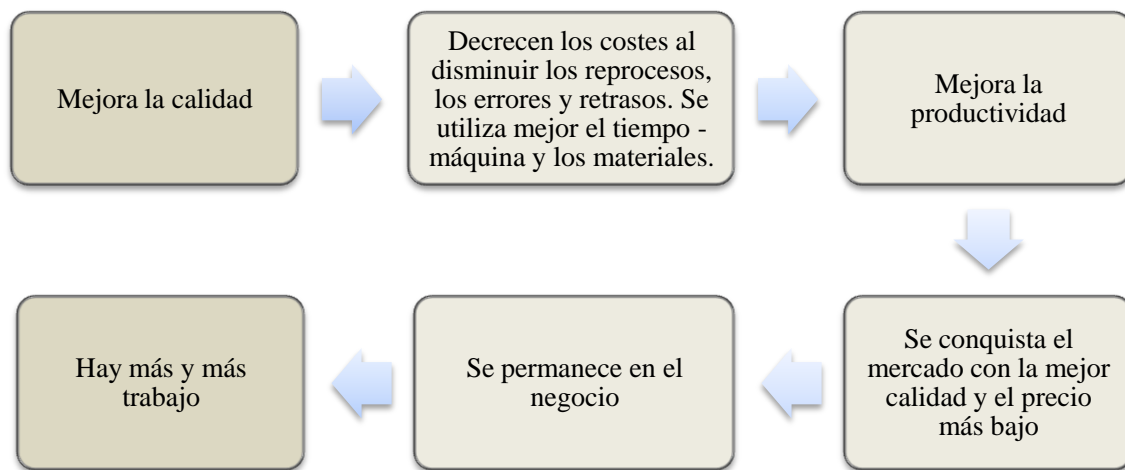 Mejora la calidad
Decrecen los costes al
disminuir los reprocesos,
los errores y retrasos. Se
utiliza mejor el tiempo -
máquina y los materiales.
Mejora la
productividad
Se conquista el
mercado con la mejor
calidad y el precio
más bajo
Se permanece en el
negocio
Hay más y más
trabajo